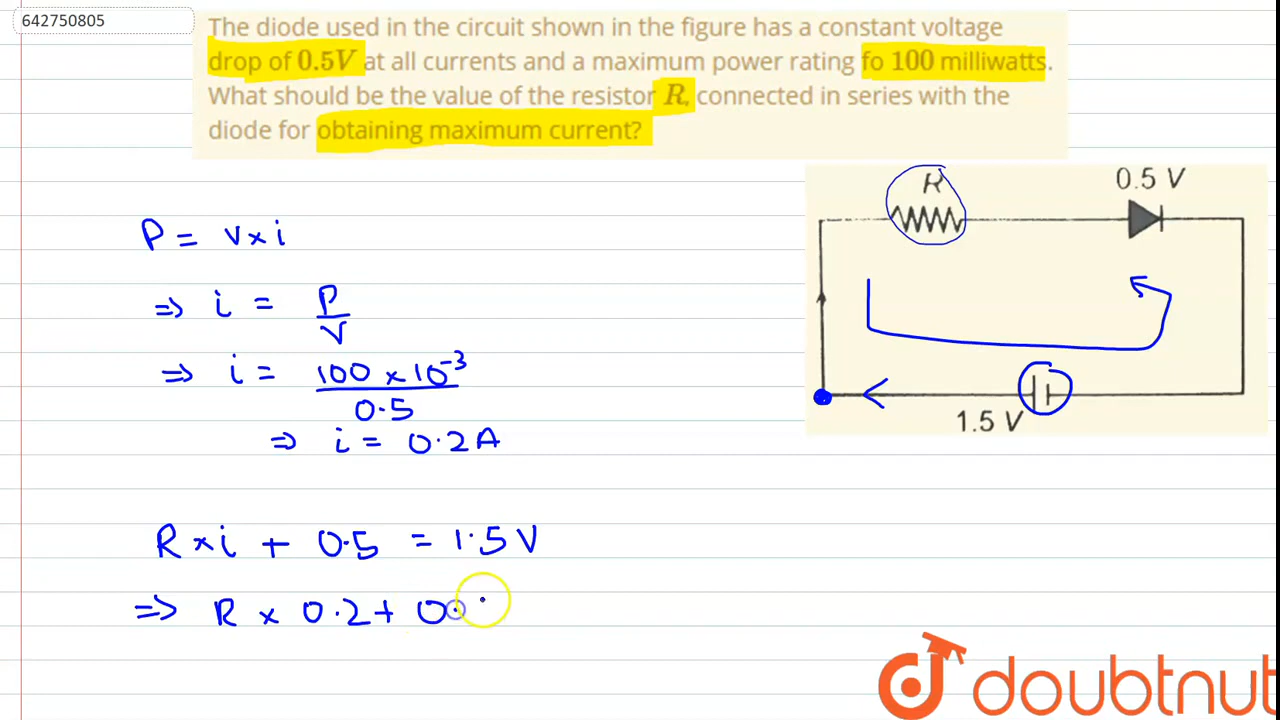 642750805
The diode used in the circuit shown in the figure has a constant voltage
drop of 0.5V at all currents and a maximum power rating fo 100 milliwatts.
What should be the value of the resistor R, connected in series with the
diode for obtaining maximum current?
R
0.5 V
1.5 V
P = v x i
⇒ i = P/V
⇒ i = 100 × 10⁻³/0.5
⇒ i = 0.2A
R × i + 0.5 = 1.5 V
⇒ R × 0.2 + 0.
doubtnut